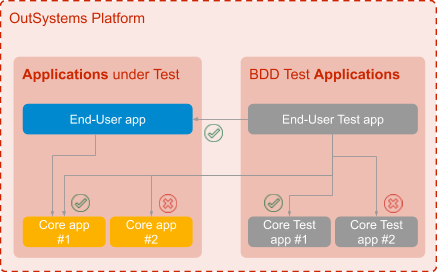 OutSystems Platform
Applications under Test
BDD Test Applications
End-User app
End-User Test app
Core app
#1
Core app
#2
Core Test
app #1
Core Test
app #2